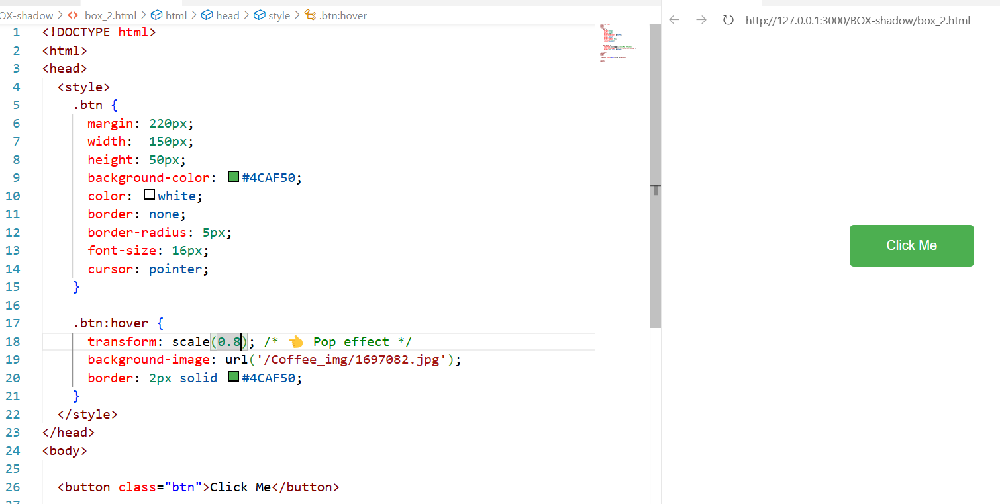 OX-shadow > box_2.html > html > head > style > .btn:hover
1 <!DOCTYPE html>
2 <html>
3 <head>
4 <style>
5 .btn {
6 margin: 220px;
7 width:  150px;
8 height: 50px;
9 background-color: #4CAF50;
10 color: white;
11 border: none;
12 border-radius: 5px;
13 font-size: 16px;
14 cursor: pointer;
15 }
16
17 .btn:hover {
18 transform: scale(0.8); /* 👈 Pop effect */
19 background-image: url('/Coffee_img/1697082.jpg');
20 border: 2px solid #4CAF50;
21 }
22 </style>
23 </head>
24 <body>
25
26 <button class="btn">Click Me</button>
http://127.0.0.1:3000/BOX-shadow/box_2.html
Click Me